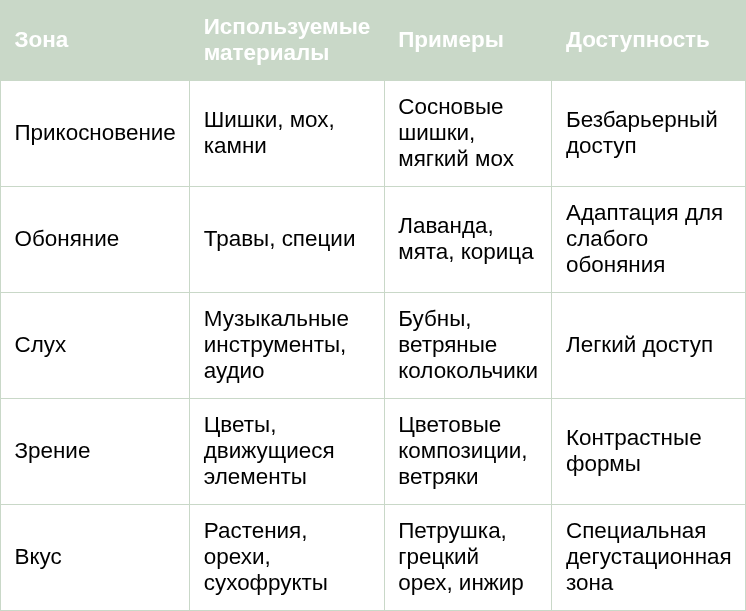 Зона
Используемые
материалы
Примеры
Доступность
Прикосновение
Шишки, мох,
камни
Сосновые
шишки,
мягкий мох
Безбарьерный
доступ
Обоняние
Травы, специи
Лаванда,
мята, корица
Адаптация для
слабого
обоняния
Слух
Музыкальные
инструменты,
аудио
Бубны,
ветряные
колокольчики
Легкий доступ
Зрение
Цветы,
движущиеся
элементы
Цветовые
композиции,
ветряки
Контрастные
формы
Вкус
Растения,
орехи,
сухофрукты
Петрушка,
грецкий
орех, инжир
Специальная
дегустационная
зона